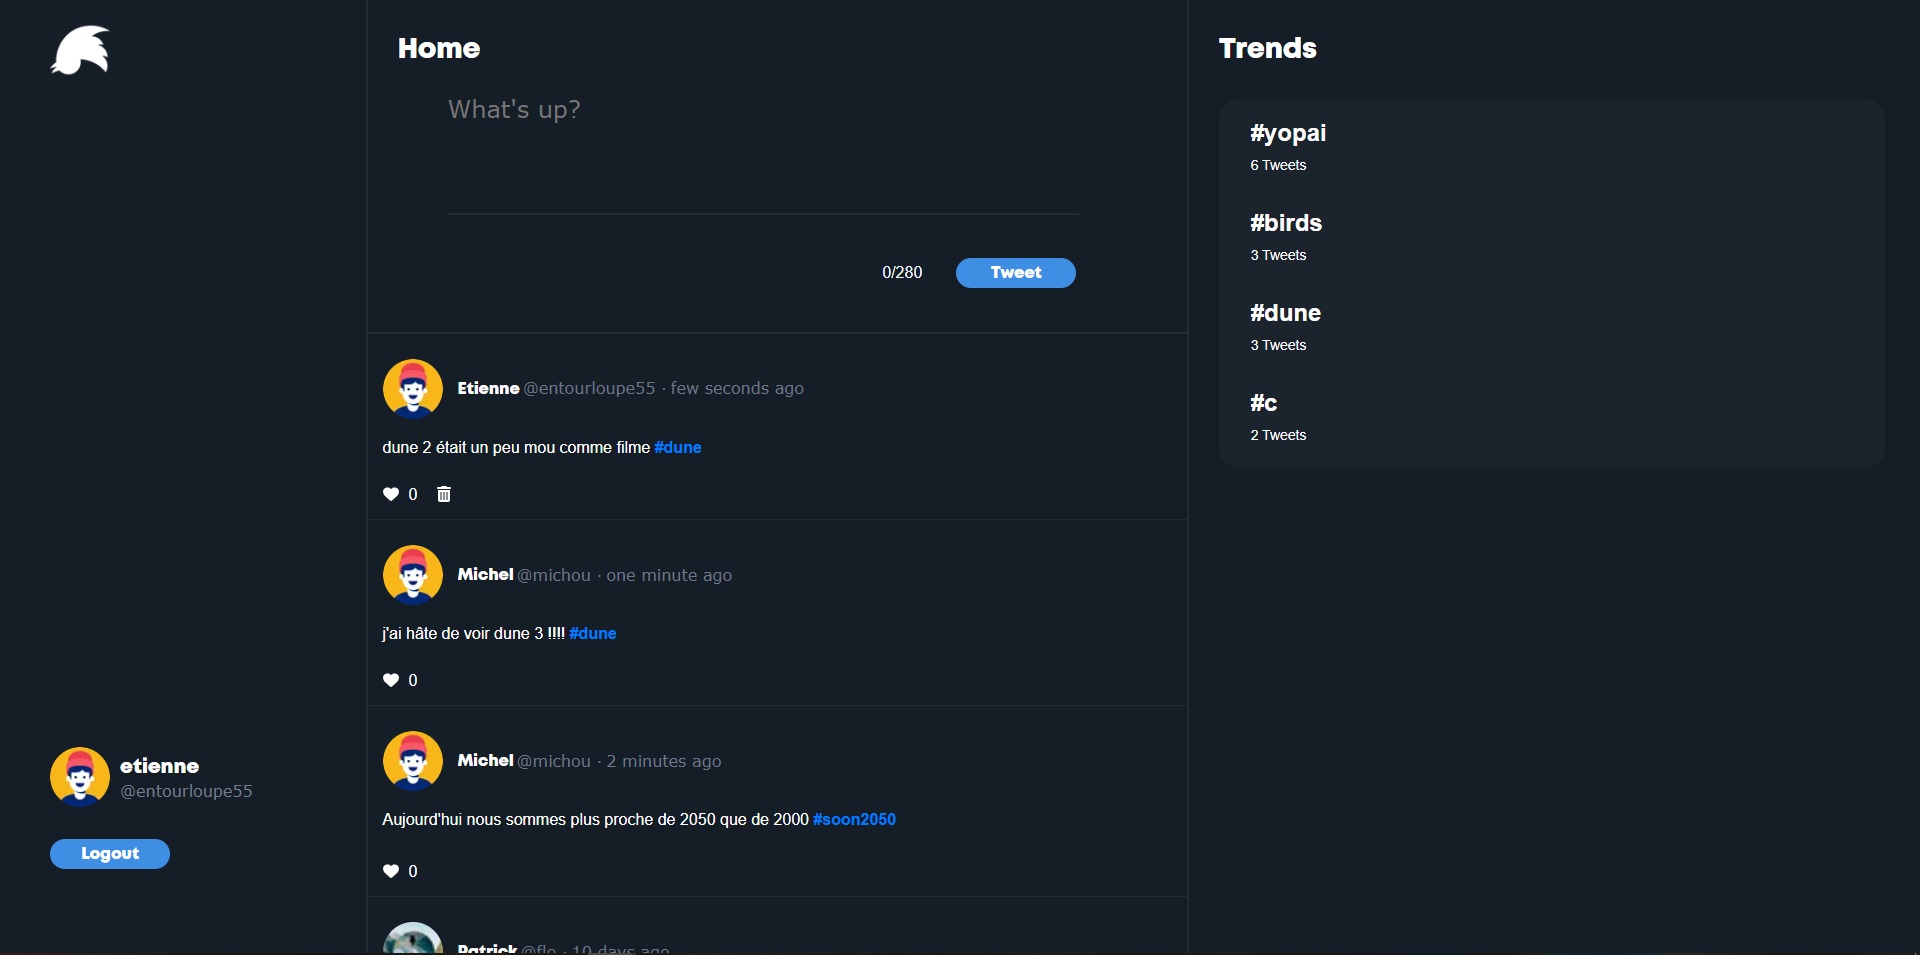 Home
What's up?
0/280
Tweet
Etienne @entourloupe55 · few seconds ago
dune 2 était un peu mou comme filme #dune
0
Michel @michou · one minute ago
j'ai hâte de voir dune 3 !!!! #dune
0
Michel @michou · 2 minutes ago
Aujourd'hui nous sommes plus proche de 2050 que de 2000 #soon2050
0
Patrick @flo · 10 days ago
etienne
@entourloupe55
Logout
Trends
#yopai
6 Tweets
#birds
3 Tweets
#dune
3 Tweets
#c
2 Tweets